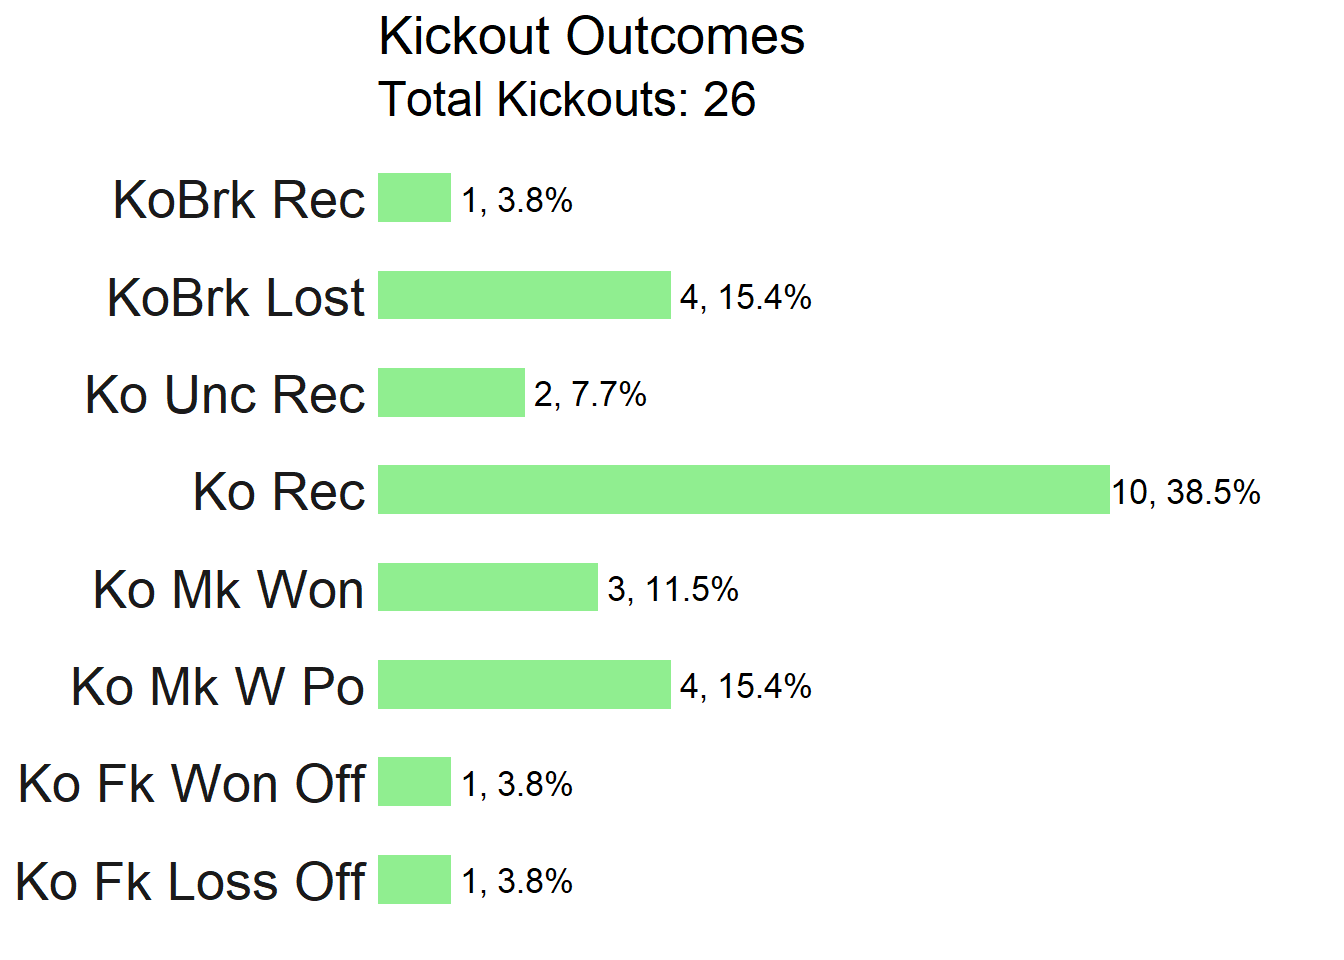 Kickout Outcomes
Total Kickouts: 26
KoBrk Rec 1, 3.8%
KoBrk Lost 4, 15.4%
Ko Unc Rec 2, 7.7%
Ko Rec 10, 38.5%
Ko Mk Won 3, 11.5%
Ko Mk W Po 4, 15.4%
Ko Fk Won Off 1, 3.8%
Ko Fk Loss Off 1, 3.8%